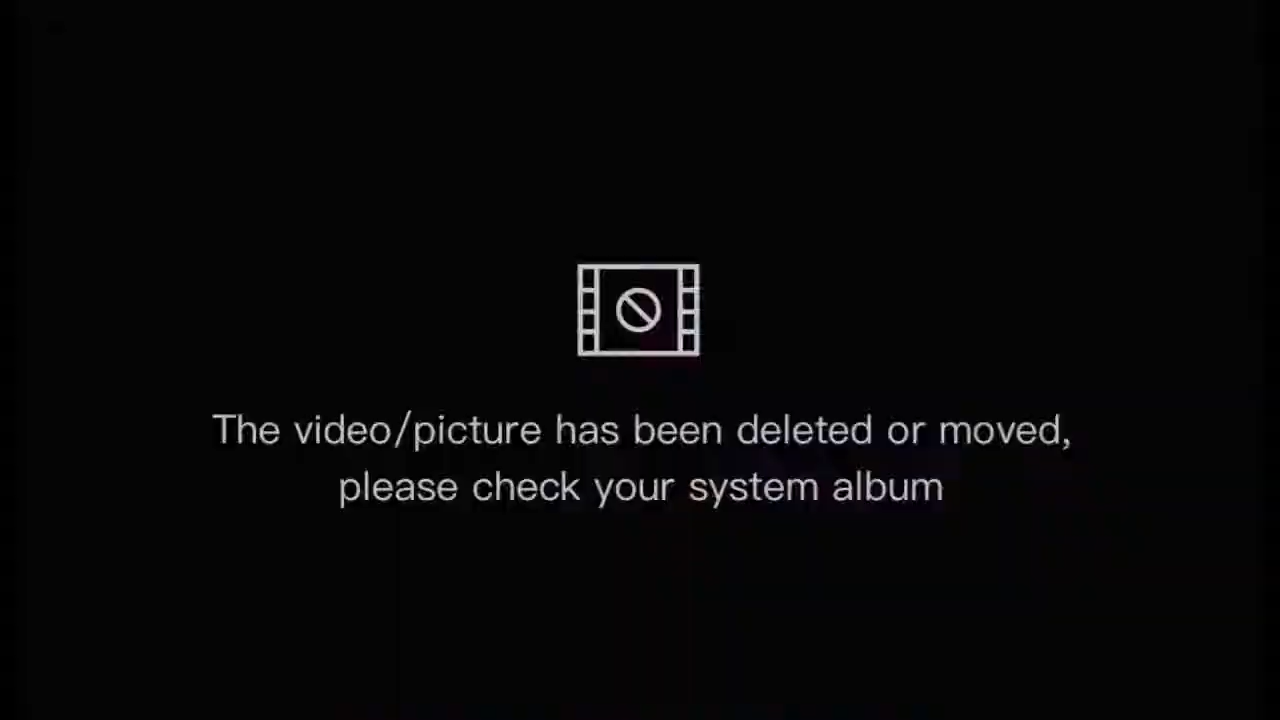 The video/picture has been deleted or moved,
please check your system album